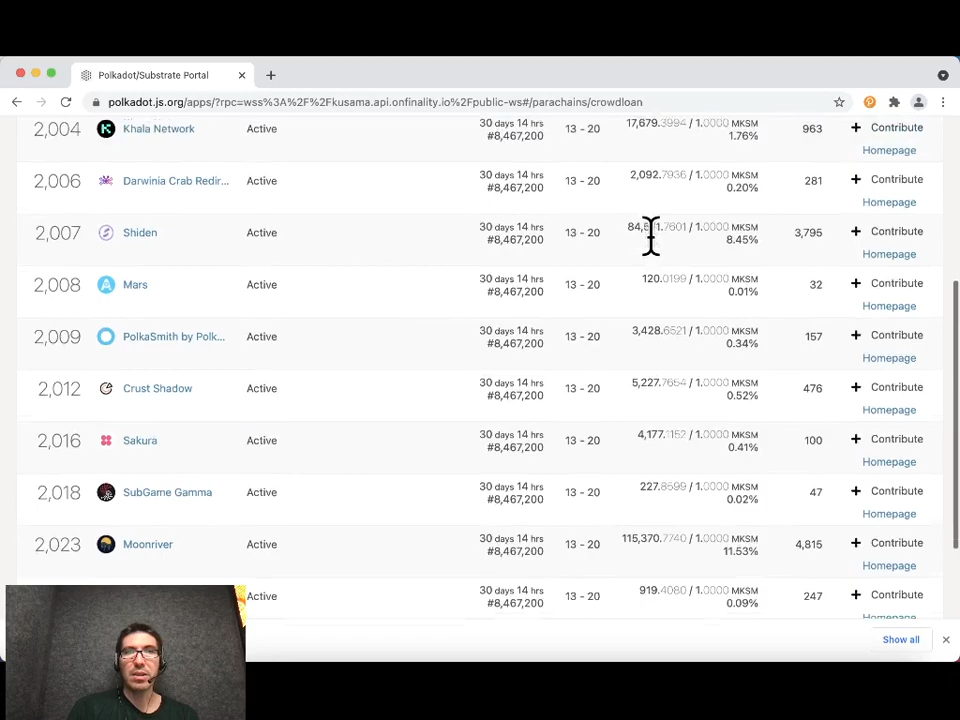 Polkadot/Substrate Portal
polkadot.js.org/apps/?rpc=wss%3A%2F%2Fkusama.api.onfinality.io%2Fpublic-ws#/parachains/crowdloan
2,004 Khala Network Active 30 days 14 hrs 17,679.3994 / 1.0000 MKSM 963 Contribute
#8,467,200 13 - 20 1.76% Homepage
2,006 Darwinia Crab Redir... Active 30 days 14 hrs 2,092.7936 / 1.0000 MKSM 281 Contribute
#8,467,200 13 - 20 0.20% Homepage
2,007 Shiden Active 30 days 14 hrs / 1.0000 MKSM 3,795 Contribute
#8,467,200 13 - 20 8.45% Homepage
2,008 Mars Active 30 days 14 hrs 120.0199 / 1.0000 MKSM 32 Contribute
#8,467,200 13 - 20 0.01% Homepage
2,009 PolkaSmith by Polk... Active 30 days 14 hrs 3,428.6521 / 1.0000 MKSM 157 Contribute
#8,467,200 13 - 20 0.34% Homepage
2,012 Crust Shadow Active 30 days 14 hrs 5,227.7654 / 1.0000 MKSM 476 Contribute
#8,467,200 13 - 20 0.52% Homepage
2,016 Sakura Active 30 days 14 hrs 4,177.1152 / 1.0000 MKSM 100 Contribute
#8,467,200 13 - 20 0.41% Homepage
2,018 SubGame Gamma Active 30 days 14 hrs 227.8599 / 1.0000 MKSM 47 Contribute
#8,467,200 13 - 20 0.02% Homepage
2,023 Moonriver Active 30 days 14 hrs 115,370.7740 / 1.0000 MKSM 4,815 Contribute
#8,467,200 13 - 20 11.53% Homepage
Active 30 days 14 hrs 919.4080 / 1.0000 MKSM 247 Contribute
#8,467,200 13 - 20 0.09% Homepage
Show all